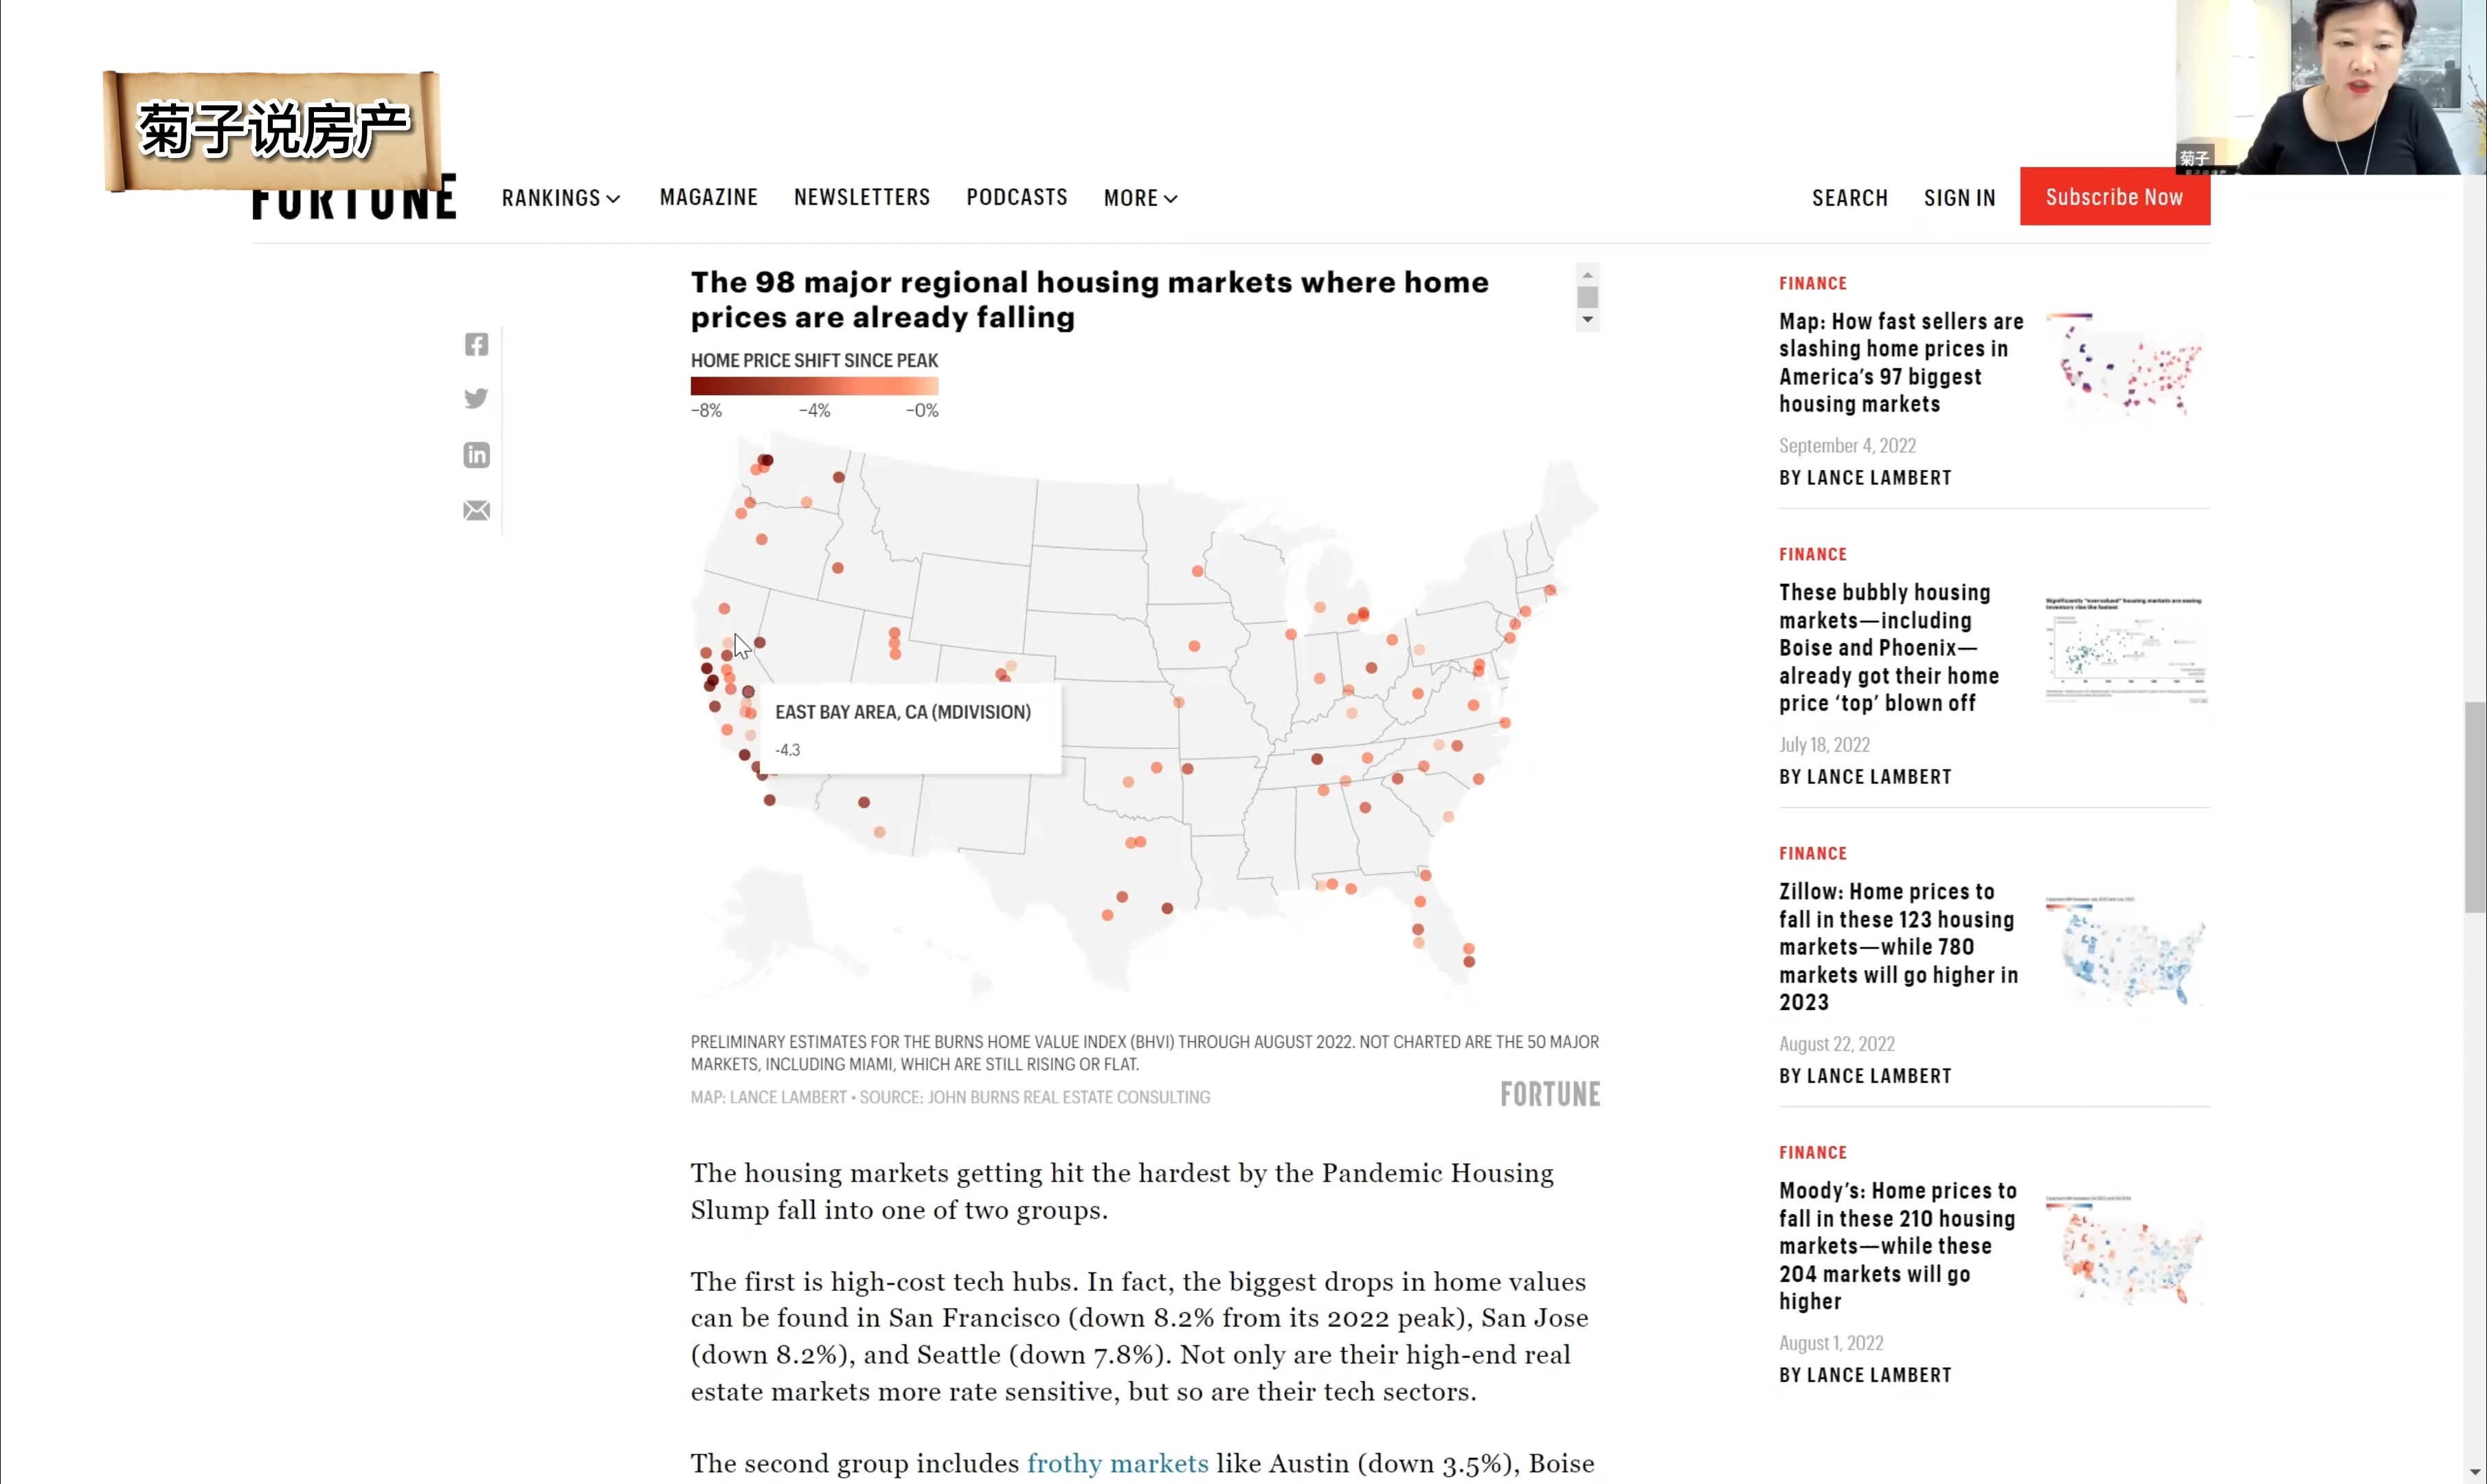 菊子说房产
菊子
FORTUNE
RANKINGS
MAGAZINE
NEWSLETTERS
PODCASTS
MORE
SEARCH
SIGN IN
Subscribe Now
The 98 major regional housing markets where home
prices are already falling
HOME PRICE SHIFT SINCE PEAK
−8%
−4%
−0%
EAST BAY AREA, CA (MDIVISION)
-4.3
PRELIMINARY ESTIMATES FOR THE BURNS HOME VALUE INDEX (BHVI) THROUGH AUGUST 2022. NOT CHARTED ARE THE 50 MAJOR
MARKETS, INCLUDING MIAMI, WHICH ARE STILL RISING OR FLAT.
MAP: LANCE LAMBERT • SOURCE: JOHN BURNS REAL ESTATE CONSULTING
FORTUNE
The housing markets getting hit the hardest by the Pandemic Housing
Slump fall into one of two groups.
The first is high-cost tech hubs. In fact, the biggest drops in home values
can be found in San Francisco (down 8.2% from its 2022 peak), San Jose
(down 8.2%), and Seattle (down 7.8%). Not only are their high-end real
estate markets more rate sensitive, but so are their tech sectors.
The second group includes frothy markets like Austin (down 3.5%), Boise
FINANCE
Map: How fast sellers are
slashing home prices in
America's 97 biggest
housing markets
September 4, 2022
BY LANCE LAMBERT
FINANCE
These bubbly housing
markets—including
Boise and Phoenix—
already got their home
price ‘top’ blown off
July 18, 2022
BY LANCE LAMBERT
Significantly "overvalued" housing markets are seeing
inventory rise the fastest
FINANCE
Zillow: Home prices to
fall in these 123 housing
markets—while 780
markets will go higher in
2023
August 22, 2022
BY LANCE LAMBERT
FINANCE
Moody's: Home prices to
fall in these 210 housing
markets—while these
204 markets will go
higher
August 1, 2022
BY LANCE LAMBERT